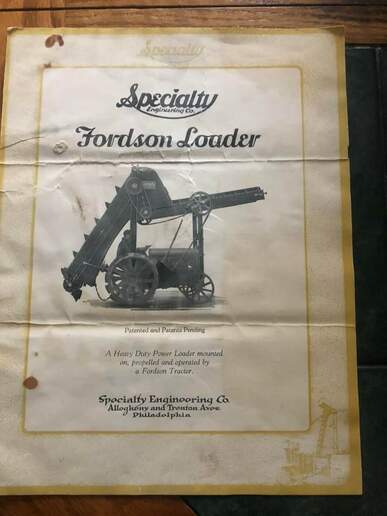 Specialty
Specialty
Engineering Co.
Fordson Loader
Patented and Patents Pending
A Heavy Duty Power Loader mounted
on, propelled and operated by
a Fordson Tractor.
Specialty Engineering Co.
Allegheny and Trenton Aves.
Philadelphia